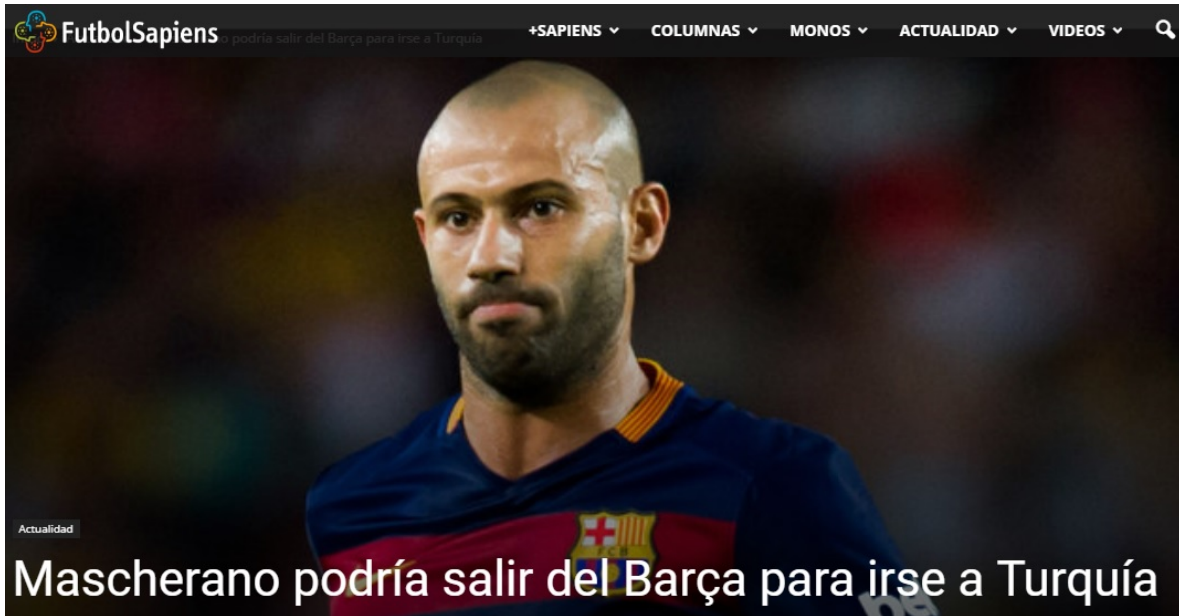 FutbolSapiens
o podría salir del Barça para irse a Turquía
+SAPIENS
COLUMNAS
MONOS
ACTUALIDAD
VIDEOS
Actualidad
FCB
Mascherano podría salir del Barça para irse a Turquía